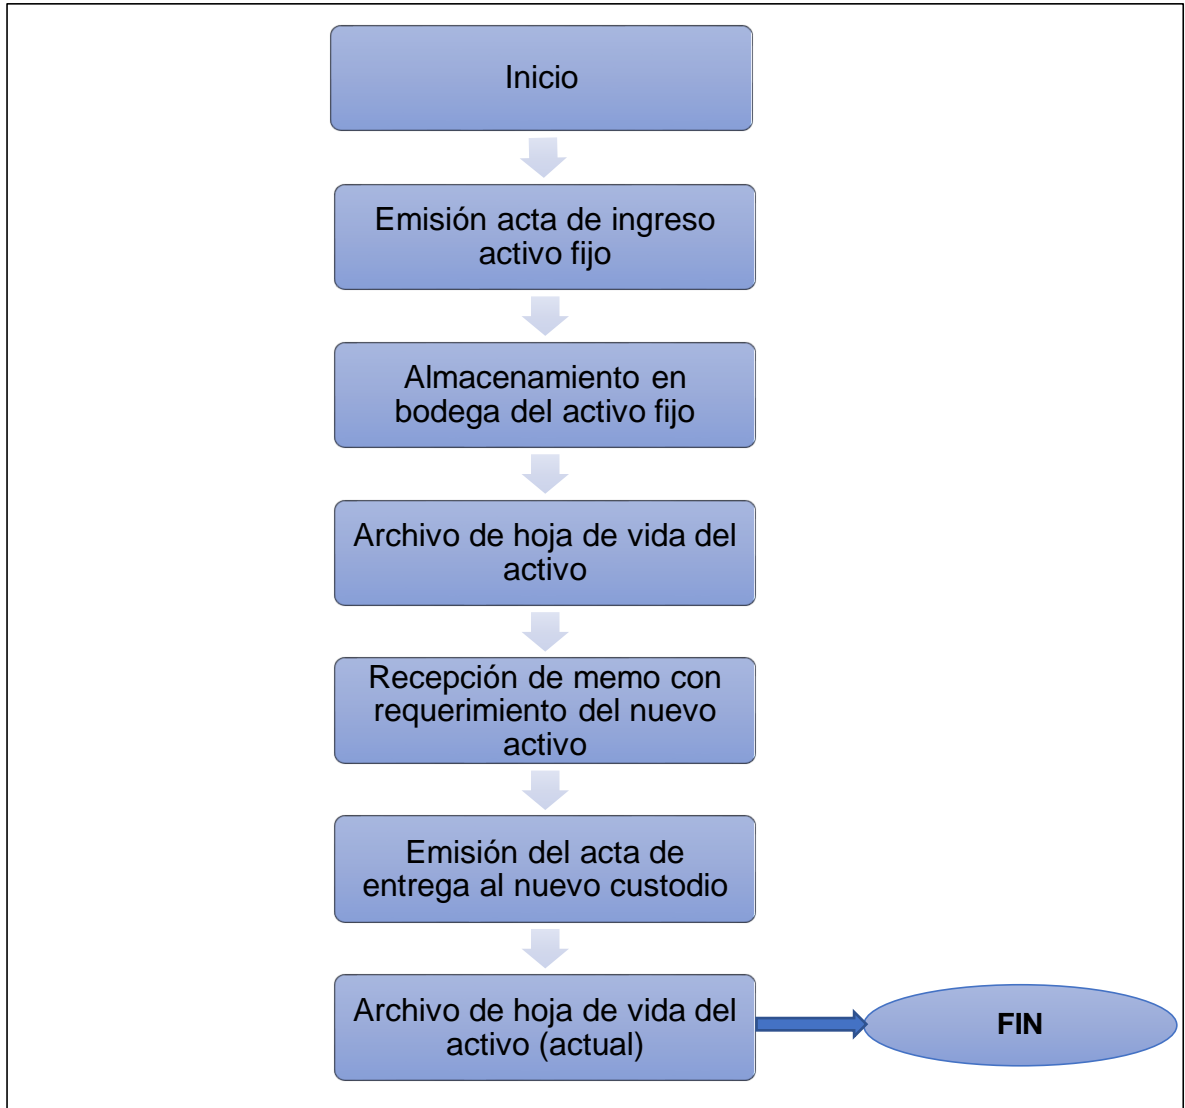 Inicio
Emisión acta de ingreso
activo fijo
Almacenamiento en
bodega del activo fijo
Archivo de hoja de vida del
activo
Recepción de memo con
requerimiento del nuevo
activo
Emisión del acta de
entrega al nuevo custodio
Archivo de hoja de vida del
activo (actual)
FIN